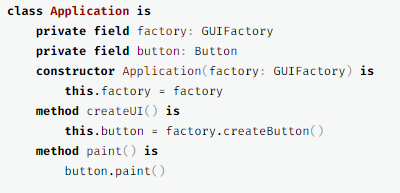 class Application is
    private field factory: GUIFactory
    private field button: Button
    constructor Application(factory: GUIFactory) is
        this.factory = factory
    method createUI() is
        this.button = factory.createButton()
    method paint() is
        button.paint()